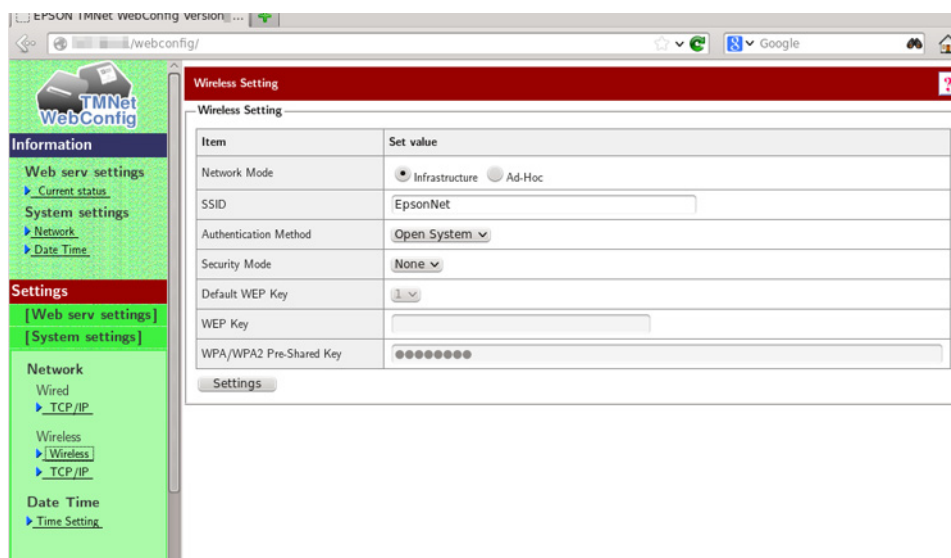 EPSON TMNet WebConfig Version ...
/webconfig/
Google
TMNet
WebConfig
Information
Web serv settings
Current status
System settings
Network
Date Time
Settings
[Web serv settings]
[System settings]
Network
Wired
TCP/IP
Wireless
Wireless
TCP/IP
Date Time
Time Setting
Wireless Setting
?
Wireless Setting
Item Set value
Network Mode Infrastructure Ad-Hoc
SSID EpsonNet
Authentication Method Open System
Security Mode None
Default WEP Key 1
WEP Key
WPA/WPA2 Pre-Shared Key ●●●●●●●●
Settings